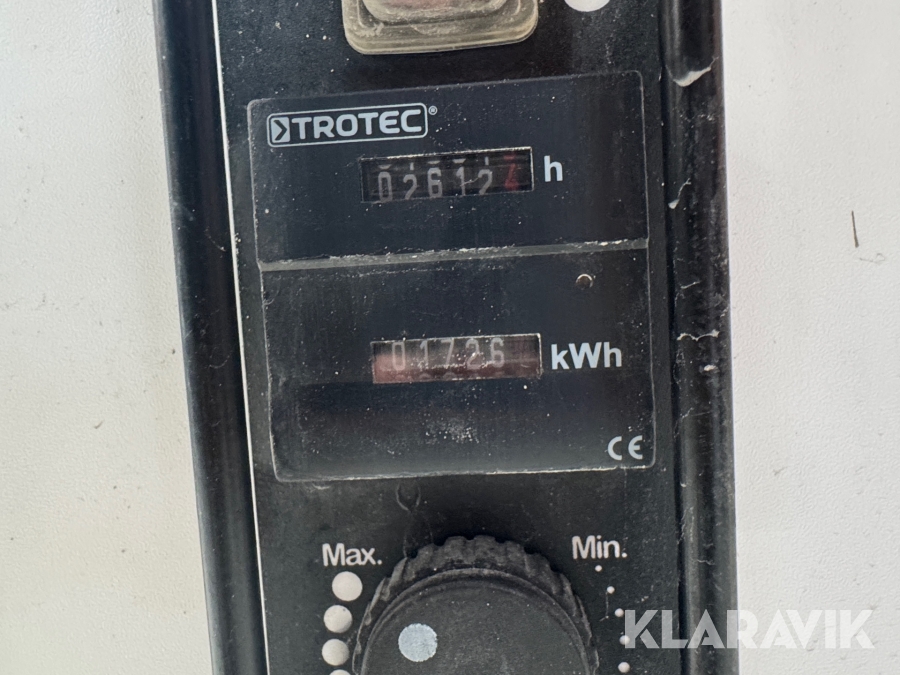 TROTEC®
02612 h
01726 kWh
CE
Max. Min.
KLARAVIK